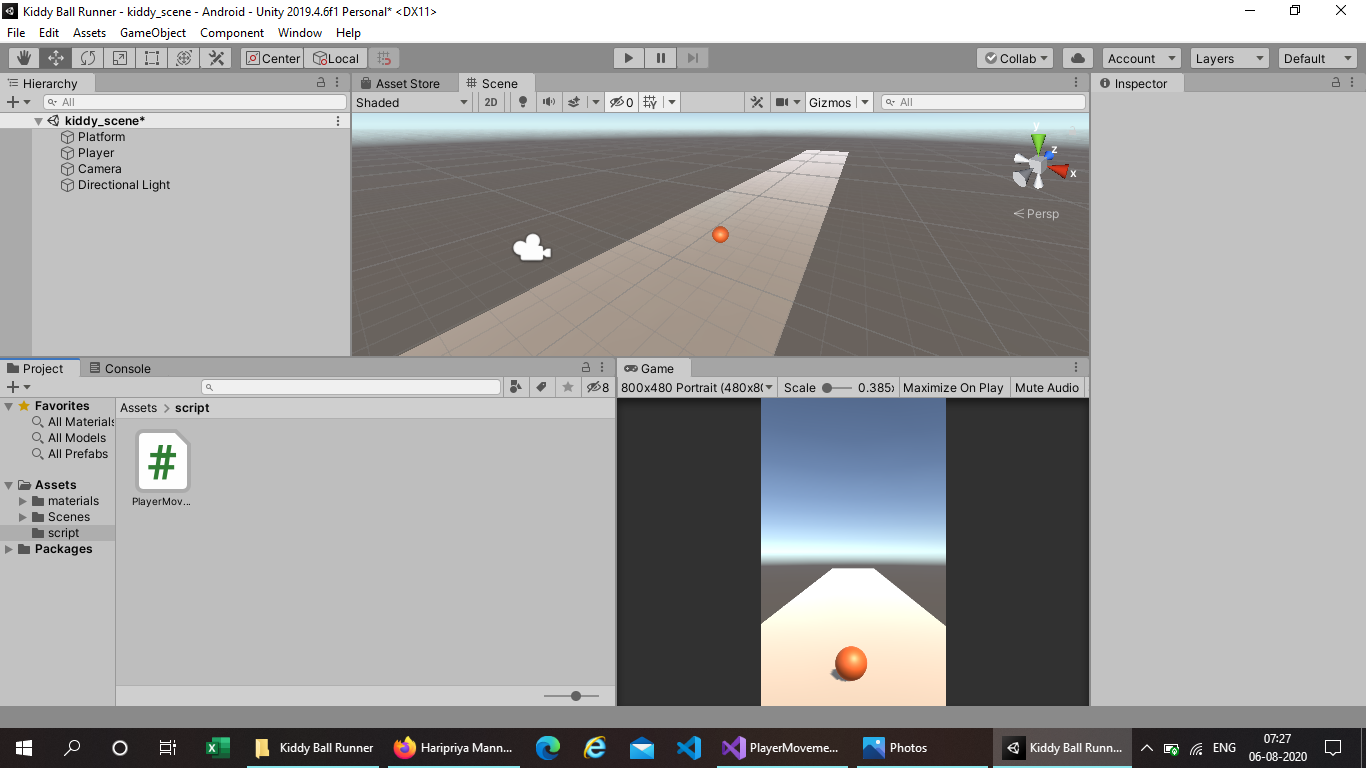 Kiddy Ball Runner - kiddy_scene - Android - Unity 2019.4.6f1 Personal* <DX11>
File Edit Assets GameObject Component Window Help
Center Local Collab Account Layers Default
Hierarchy Asset Store Scene Inspector
All Shaded 2D 0 Gizmos All
kiddy_scene*
Platform
Player
Camera
Directional Light
y
z
x
Persp
Project Console Game
8 800x480 Portrait (480x80 Scale 0.385x Maximize On Play Mute Audio
Favorites
All Materials
All Models
All Prefabs
Assets
materials
Scenes
script
Packages
Assets > script
#
PlayerMov...
Kiddy Ball Runner Haripriya Mann... PlayerMoveme... Photos Kiddy Ball Runn... ENG
07:27
06-08-2020